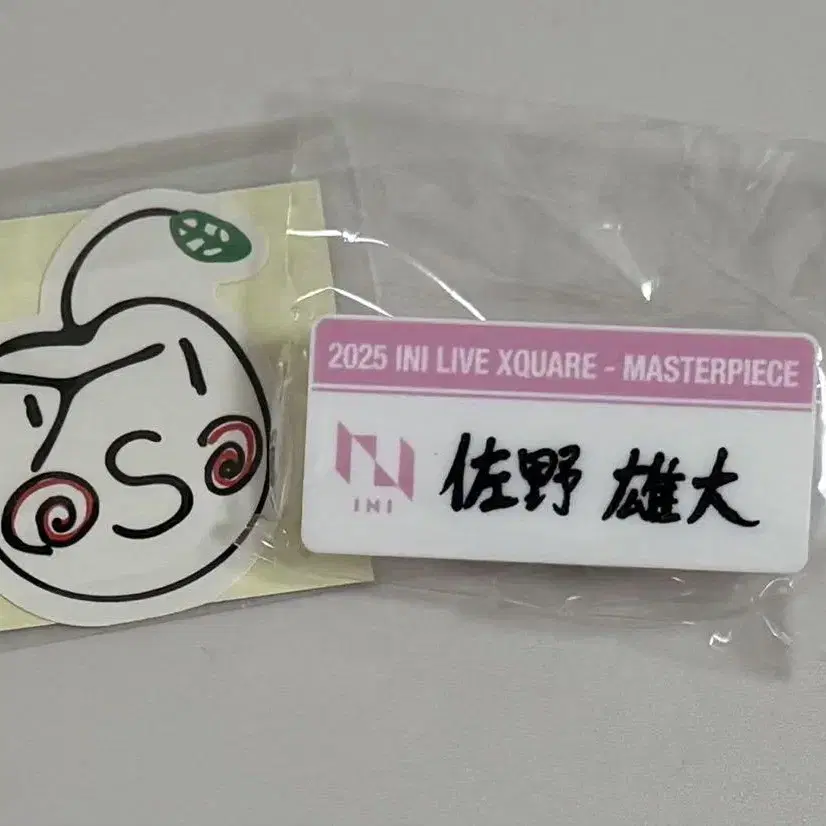 2025 INI LIVE XQUARE - MASTERPIECE
INI
佐野 雄大